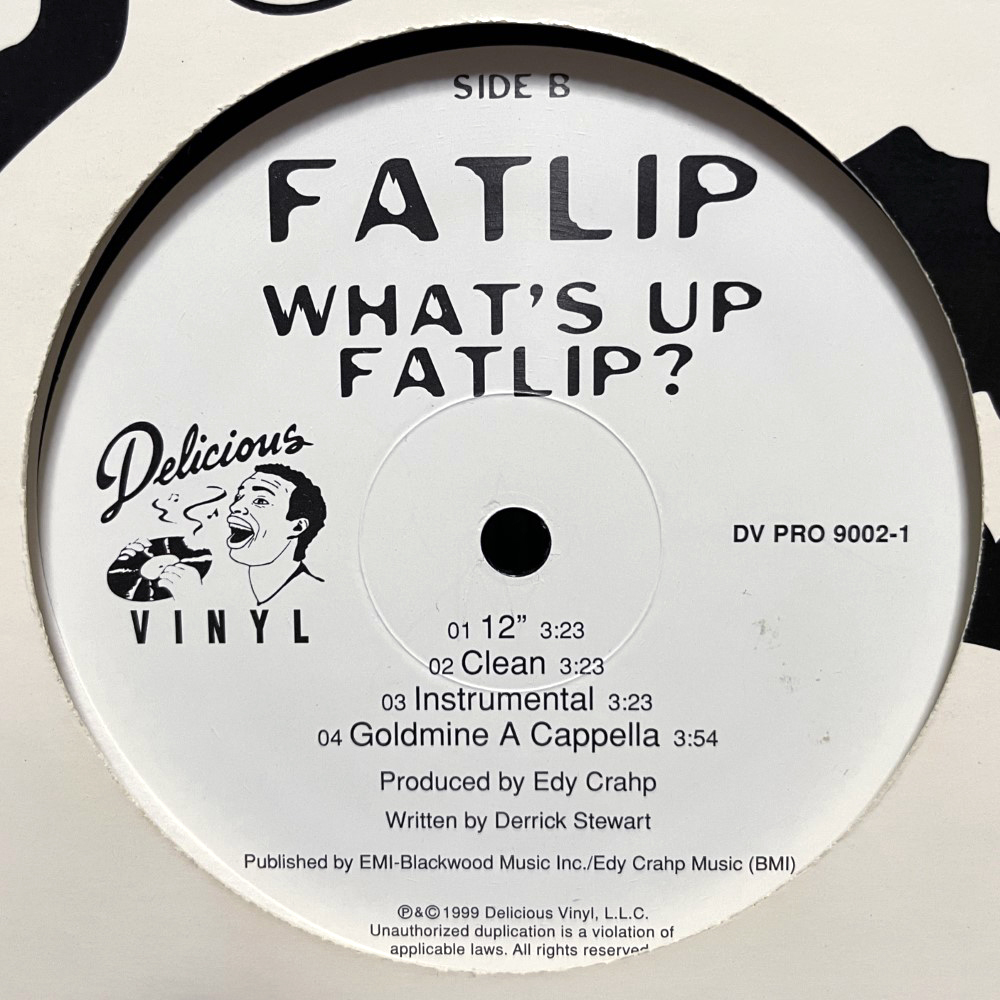 SIDE B
FATLIP
WHAT'S UP
FATLIP?
Delicious
VINYL
DV PRO 9002-1
01 12” 3:23
02 Clean 3:23
03 Instrumental 3:23
04 Goldmine A Cappella 3:54
Produced by Edy Crahp
Written by Derrick Stewart
Published by EMI-Blackwood Music Inc./Edy Crahp Music (BMI)
℗&©1999 Delicious Vinyl, L.L.C.
Unauthorized duplication is a violation of
applicable laws. All rights reserved